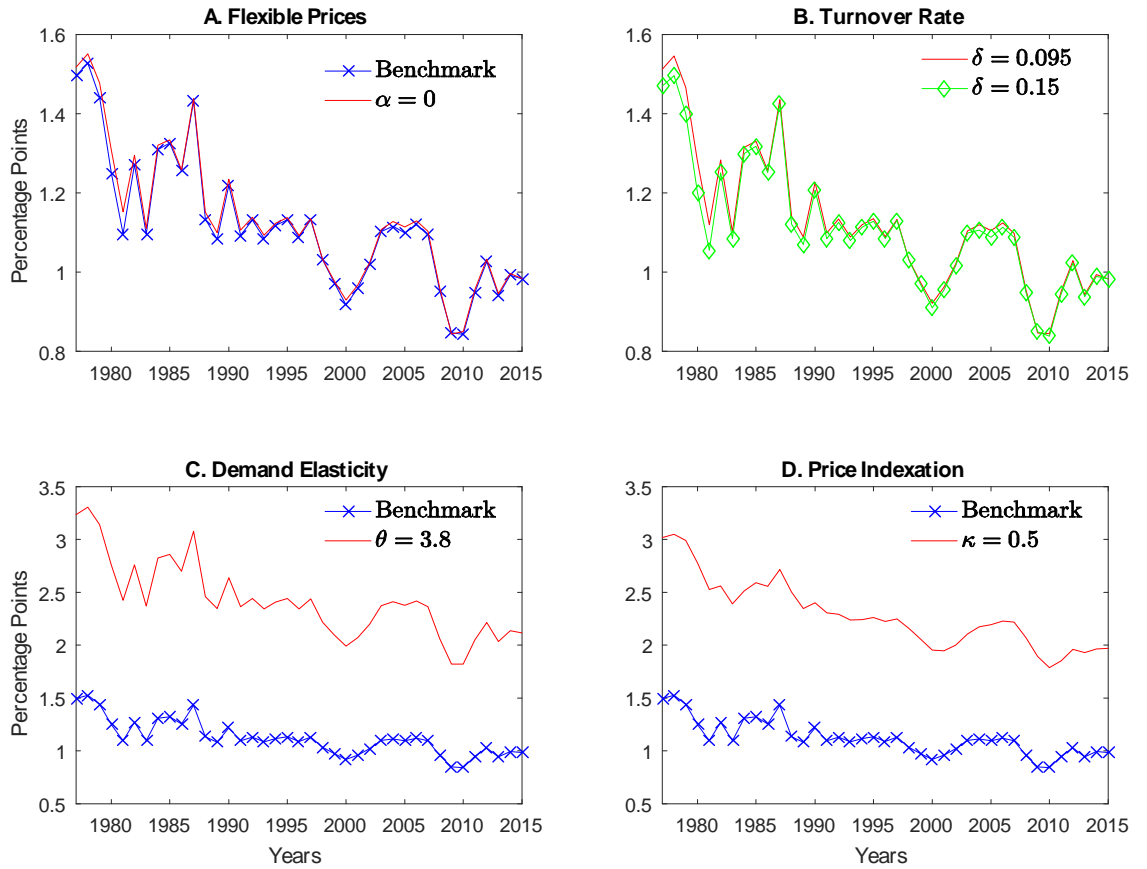 A. Flexible Prices
1.6
1.4
1.2
1
0.8
Percentage Points
Benchmark
α = 0
1980 1985 1990 1995 2000 2005 2010 2015
B. Turnover Rate
1.6
1.4
1.2
1
0.8
δ = 0.095
δ = 0.15
1980 1985 1990 1995 2000 2005 2010 2015
C. Demand Elasticity
3.5
3
2.5
2
1.5
1
0.5
Percentage Points
Benchmark
θ = 3.8
1980 1985 1990 1995 2000 2005 2010 2015
Years
D. Price Indexation
3.5
3
2.5
2
1.5
1
0.5
Benchmark
κ = 0.5
1980 1985 1990 1995 2000 2005 2010 2015
Years